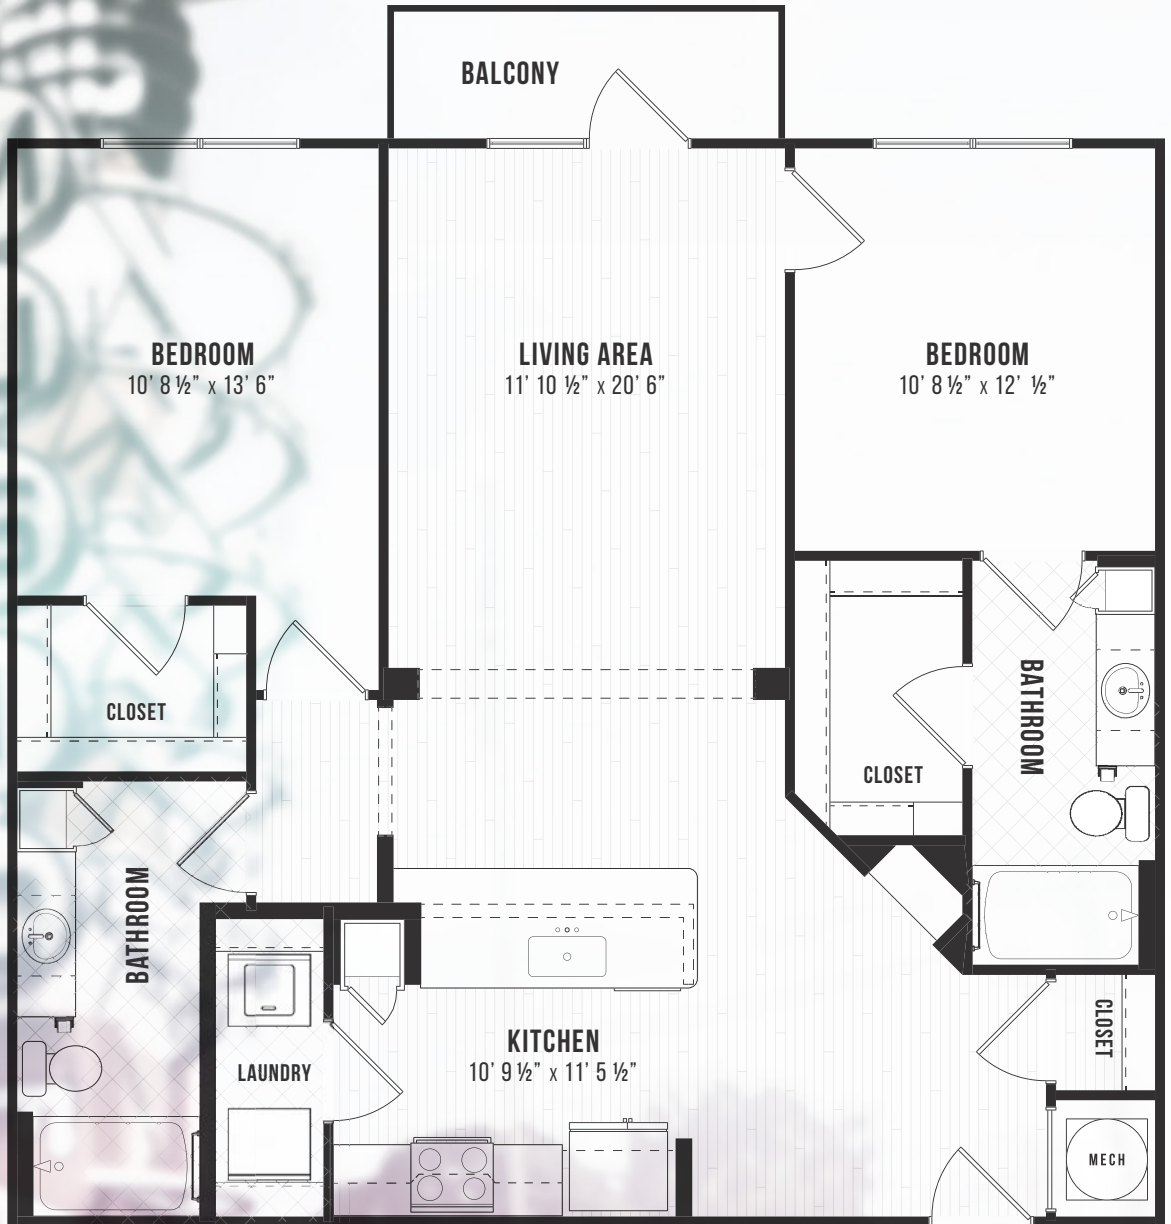 BALCONY
BEDROOM
10’ 8 ½” x 13’ 6”
LIVING AREA
11’ 10 ½” x 20’ 6”
BEDROOM
10’ 8 ½” x 12’ ½”
CLOSET
BATHROOM
CLOSET
BATHROOM
CLOSET
KITCHEN
10’ 9 ½” x 11’ 5 ½”
LAUNDRY
MECH